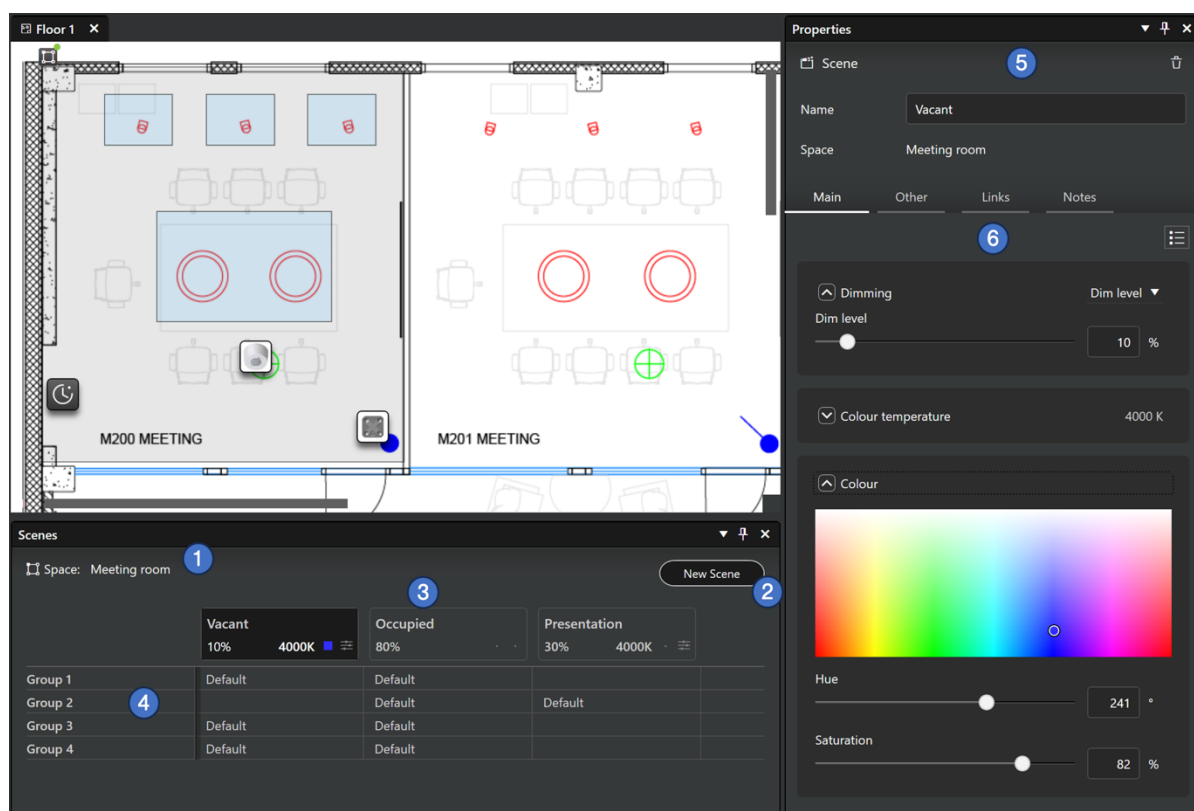 Floor 1
M200 MEETING
M201 MEETING
Scenes
1
Space: Meeting room
New Scene
2
3
Vacant
10% 4000K
Occupied
80%
Presentation
30% 4000K
Group 1 Default Default
Group 2 Default Default
4
Group 3 Default Default
Group 4 Default Default
Properties
Scene
5
Name Vacant
Space Meeting room
Main Other Links Notes
6
Dimming Dim level
Dim level
10 %
Colour temperature 4000 K
Colour
Hue
241 °
Saturation
82 %